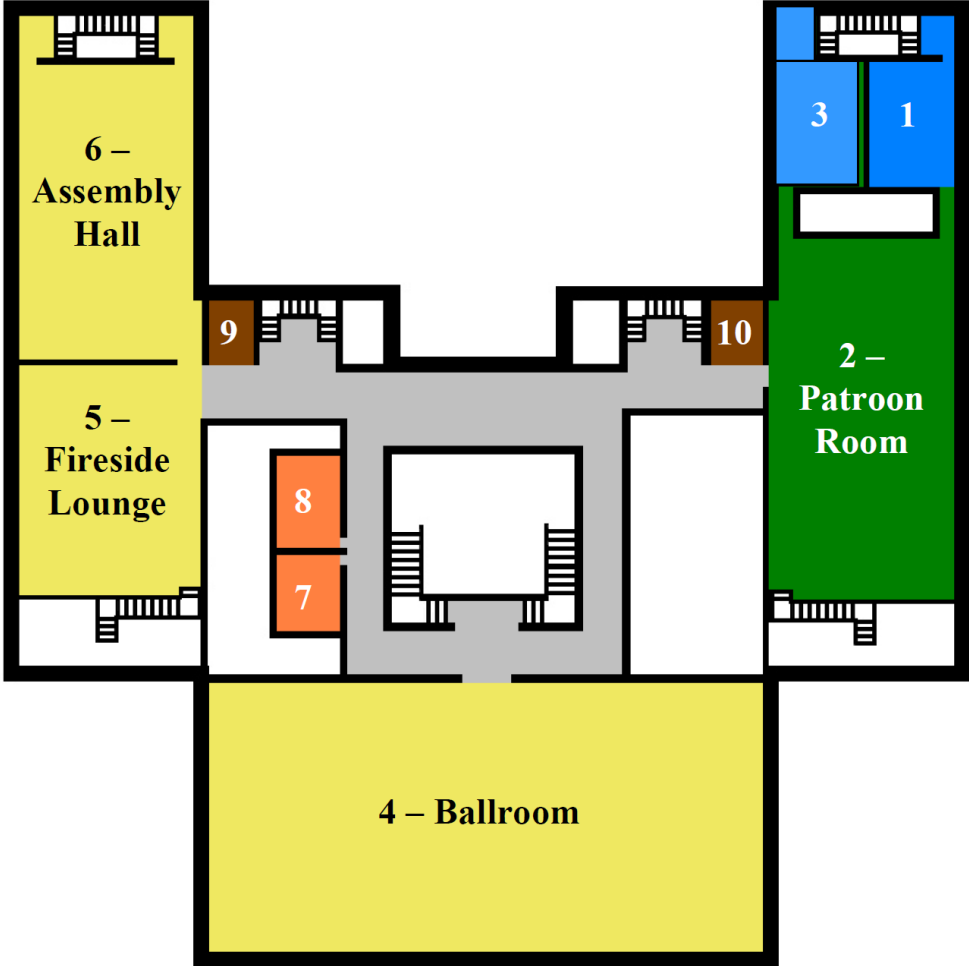 3
1
6 –
Assembly
Hall
9
10
2 –
Patroon
Room
5 –
Fireside
Lounge
8
7
4 – Ballroom